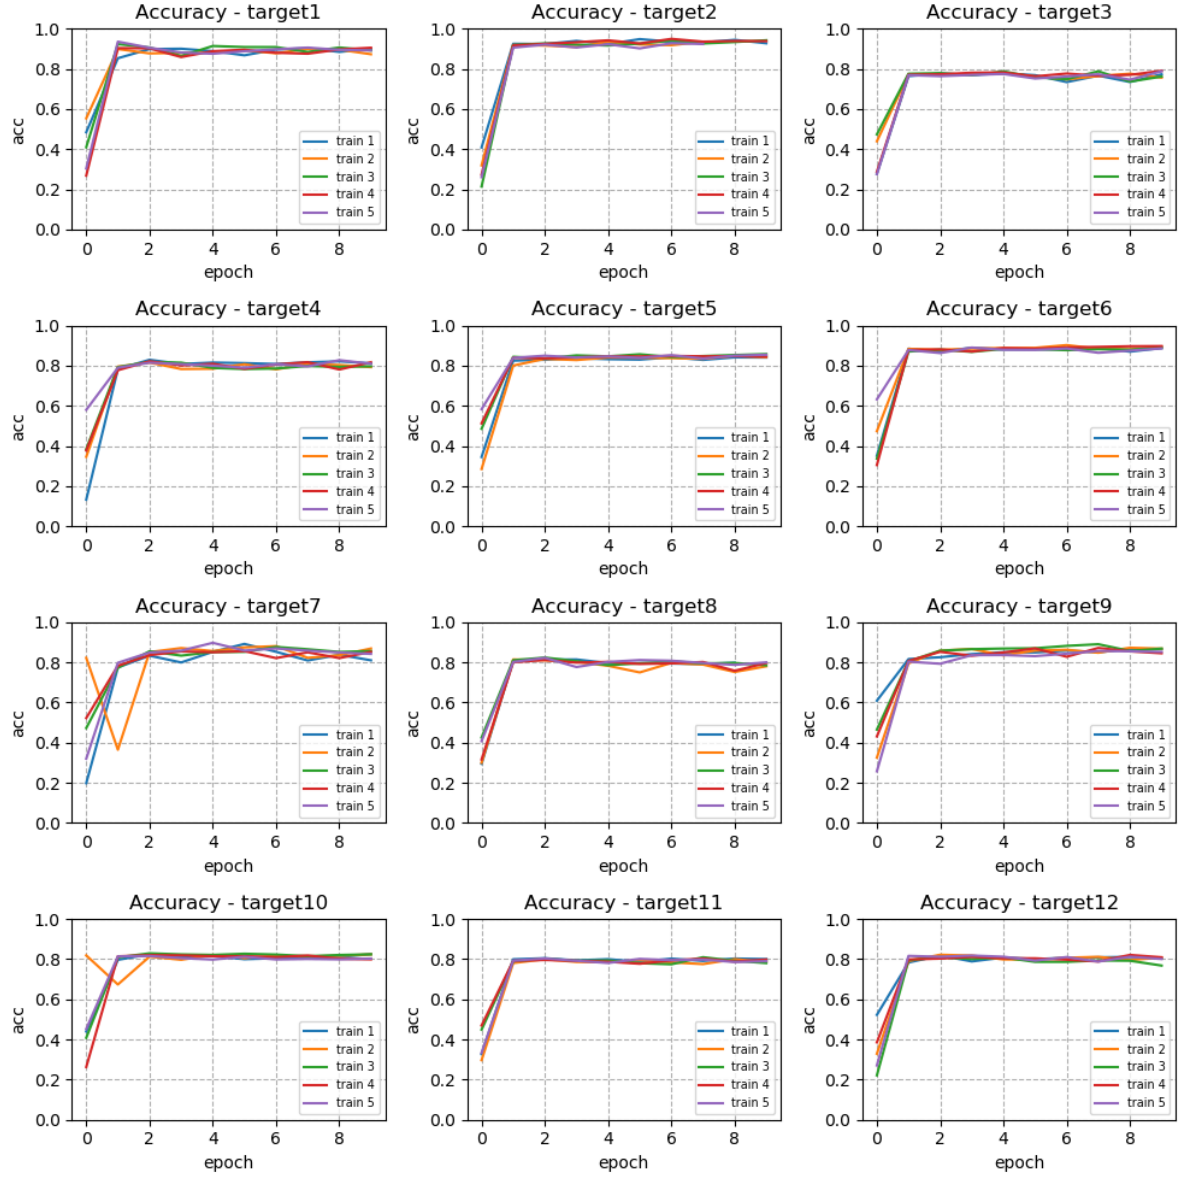 Accuracy - target1
1.0
0.8
0.6
0.4
0.2
0.0
acc
train 1
train 2
train 3
train 4
train 5
0 2 4 6 8
epoch
Accuracy - target2
1.0
0.8
0.6
0.4
0.2
0.0
acc
train 1
train 2
train 3
train 4
train 5
0 2 4 6 8
epoch
Accuracy - target3
1.0
0.8
0.6
0.4
0.2
0.0
acc
train 1
train 2
train 3
train 4
train 5
0 2 4 6 8
epoch
Accuracy - target4
1.0
0.8
0.6
0.4
0.2
0.0
acc
train 1
train 2
train 3
train 4
train 5
0 2 4 6 8
epoch
Accuracy - target5
1.0
0.8
0.6
0.4
0.2
0.0
acc
train 1
train 2
train 3
train 4
train 5
0 2 4 6 8
epoch
Accuracy - target6
1.0
0.8
0.6
0.4
0.2
0.0
acc
train 1
train 2
train 3
train 4
train 5
0 2 4 6 8
epoch
Accuracy - target7
1.0
0.8
0.6
0.4
0.2
0.0
acc
train 1
train 2
train 3
train 4
train 5
0 2 4 6 8
epoch
Accuracy - target8
1.0
0.8
0.6
0.4
0.2
0.0
acc
train 1
train 2
train 3
train 4
train 5
0 2 4 6 8
epoch
Accuracy - target9
1.0
0.8
0.6
0.4
0.2
0.0
acc
train 1
train 2
train 3
train 4
train 5
0 2 4 6 8
epoch
Accuracy - target10
1.0
0.8
0.6
0.4
0.2
0.0
acc
train 1
train 2
train 3
train 4
train 5
0 2 4 6 8
epoch
Accuracy - target11
1.0
0.8
0.6
0.4
0.2
0.0
acc
train 1
train 2
train 3
train 4
train 5
0 2 4 6 8
epoch
Accuracy - target12
1.0
0.8
0.6
0.4
0.2
0.0
acc
train 1
train 2
train 3
train 4
train 5
0 2 4 6 8
epoch